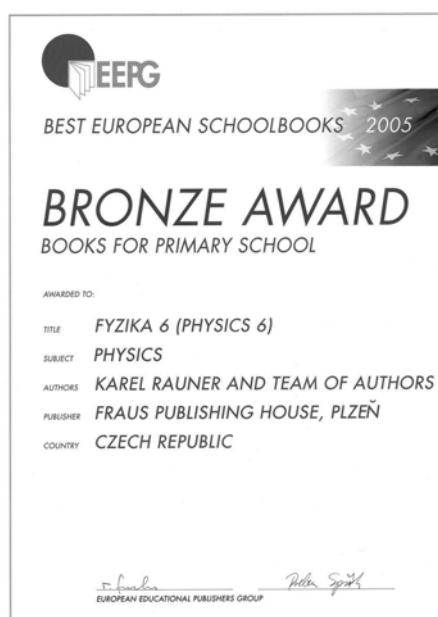 EEPG
BEST EUROPEAN SCHOOLBOOKS 2005
BRONZE AWARD
BOOKS FOR PRIMARY SCHOOL
AWARDED TO:
TITLE FYZIKA 6 (PHYSICS 6)
SUBJECT PHYSICS
AUTHORS KAREL RAUNER AND TEAM OF AUTHORS
PUBLISHER FRAUS PUBLISHING HOUSE, PLZEŇ
COUNTRY CZECH REPUBLIC
EUROPEAN EDUCATIONAL PUBLISHERS GROUP